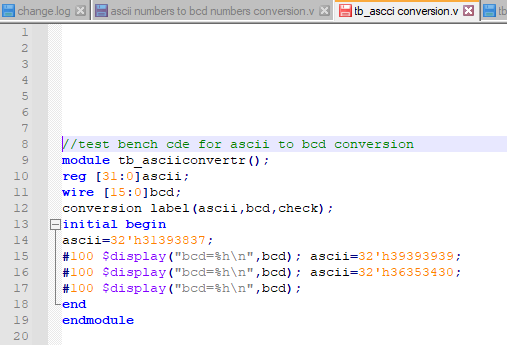 change.log ascii numbers to bcd numbers conversion.v tb_ascci conversion.v tb
1
2
3
4
5
6
7
8 //test bench cde for ascii to bcd conversion
9 module tb_asciiconvertr();
10 reg [31:0]ascii;
11 wire [15:0]bcd;
12 conversion label(ascii,bcd,check);
13 initial begin
14 ascii=32'h31393837;
15 #100 $display("bcd=%h\n",bcd); ascii=32'h39393939;
16 #100 $display("bcd=%h\n",bcd); ascii=32'h36353430;
17 #100 $display("bcd=%h\n",bcd);
18 end
19 endmodule
20